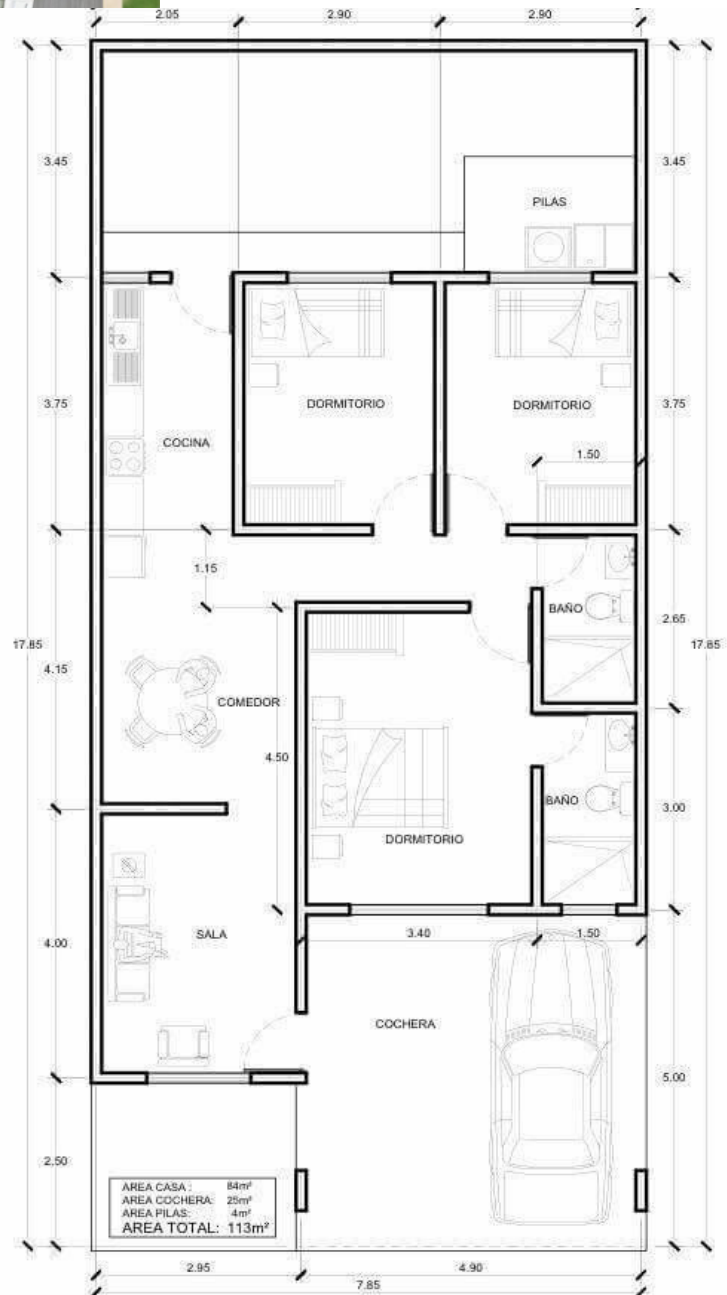 2.05 2.90 2.90
3.45 3.45
PILAS
3.75 DORMITORIO DORMITORIO 3.75
COCINA 1.50
1.15
BAÑO 2.65
17.85 17.85
4.15
COMEDOR
4.50
BAÑO 3.00
DORMITORIO
SALA 3.40 1.50
4.00
COCHERA
5.00
2.50
AREA CASA : 84m²
AREA COCHERA: 25m²
AREA PILAS: 4m²
AREA TOTAL: 113m²
2.95 4.90
7.85